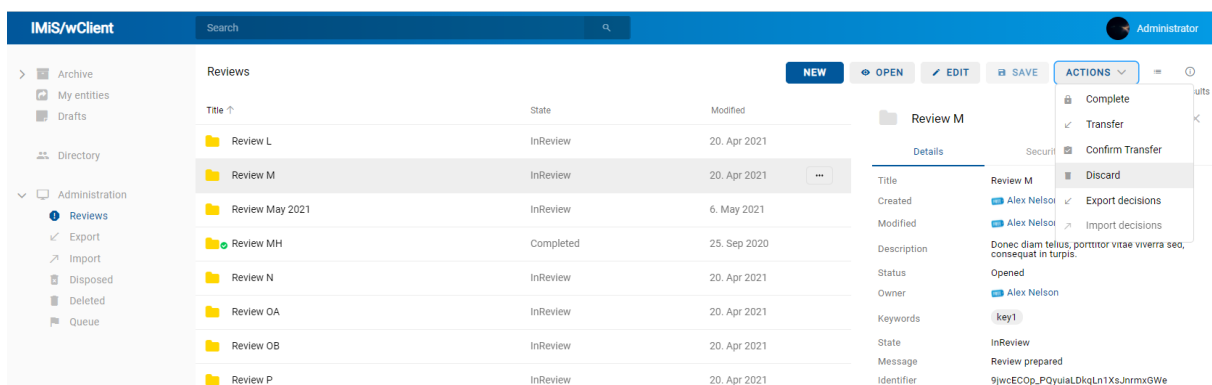 IMiS/wClient
Search
Administrator
Archive
My entities
Drafts
Directory
Administration
Reviews
Export
Import
Disposed
Deleted
Queue
Reviews
NEW
OPEN
EDIT
SAVE
ACTIONS
Title State Modified
Review L InReview 20. Apr 2021
Review M InReview 20. Apr 2021
Review May 2021 InReview 6. May 2021
Review MH Completed 25. Sep 2020
Review N InReview 20. Apr 2021
Review OA InReview 20. Apr 2021
Review OB InReview 20. Apr 2021
Review P InReview 20. Apr 2021
Complete
Transfer
Confirm Transfer
Discard
Export decisions
Import decisions
Review M
Details
Title Review M
Created Alex Nelson
Modified Alex Nelson
Description Donec diam tellus, porttitor vitae viverra sed,
consequat in turpis.
Status Opened
Owner Alex Nelson
Keywords key1
State InReview
Message Review prepared
Identifier 9jwcECOp_PQyuiaLDkqLn1XsJnrmxGWe